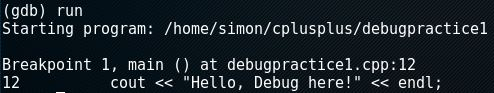 (gdb) run
Starting program: /home/simon/cplusplus/debugpractice1

Breakpoint 1, main () at debugpractice1.cpp:12
12          cout << "Hello, Debug here!" << endl;